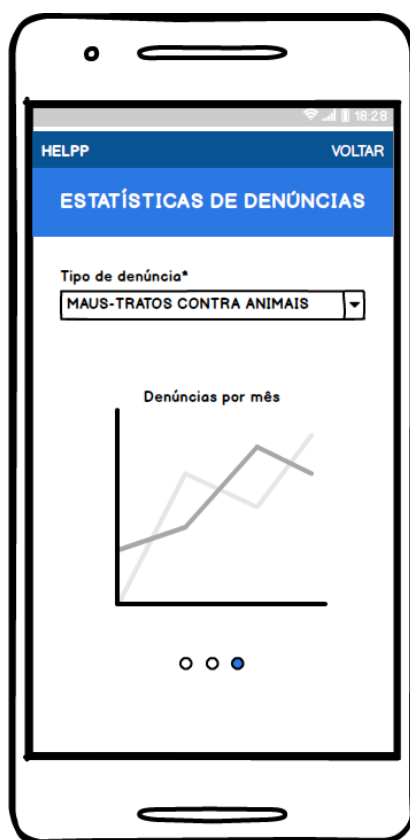 18:28
HELPP VOLTAR
ESTATÍSTICAS DE DENÚNCIAS
Tipo de denúncia*
MAUS-TRATOS CONTRA ANIMAIS
Denúncias por mês